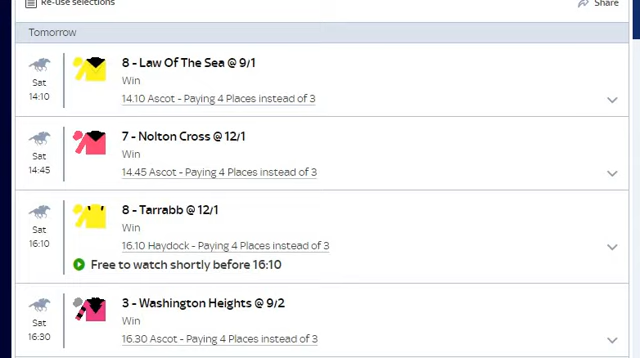 Re-use selections
Share
Tomorrow
Sat
14:10
8 - Law Of The Sea @ 9/1
Win
14.10 Ascot - Paying 4 Places instead of 3
Sat
14:45
7 - Nolton Cross @ 12/1
Win
14.45 Ascot - Paying 4 Places instead of 3
Sat
16:10
8 - Tarrabb @ 12/1
Win
16.10 Haydock - Paying 4 Places instead of 3
Free to watch shortly before 16:10
Sat
16:30
3 - Washington Heights @ 9/2
Win
16.30 Ascot - Paying 4 Places instead of 3